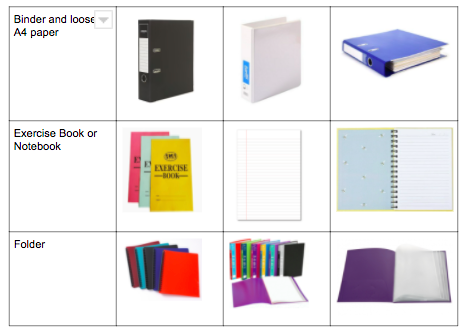 Binder and loose
A4 paper
Exercise Book or
Notebook
EXERCISE
BOOK
Folder